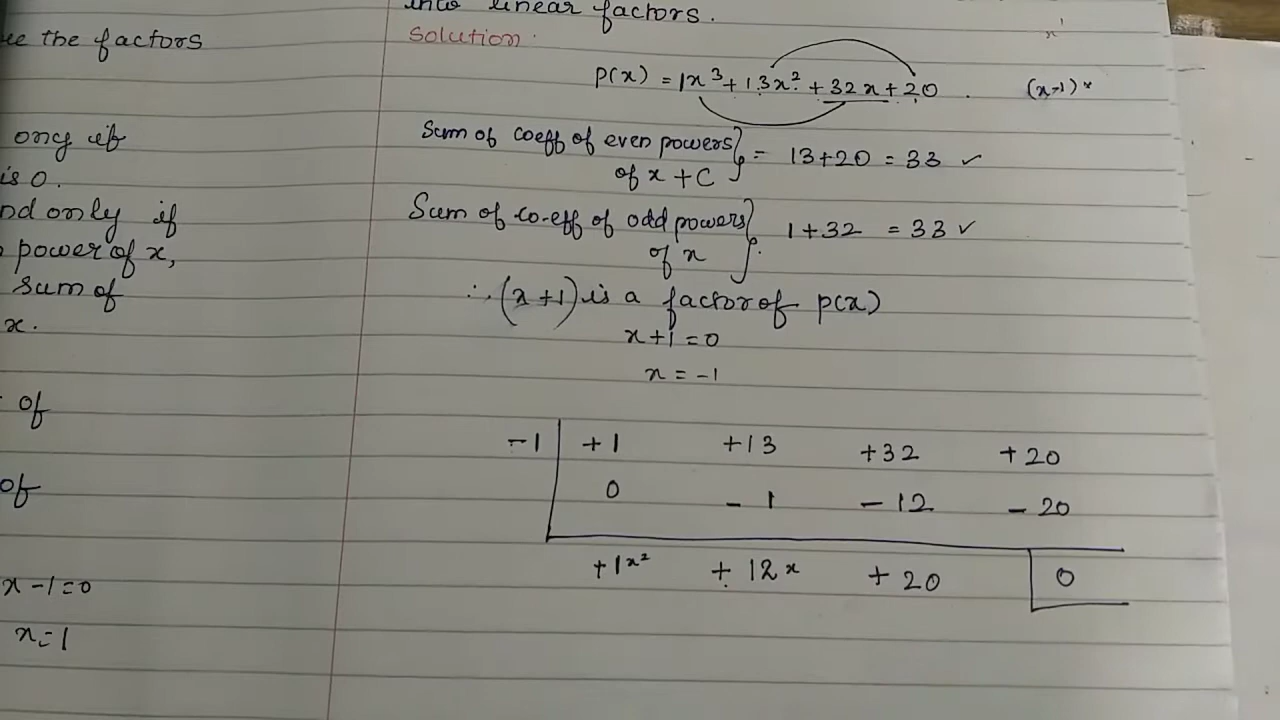 the factors
only if
is 0.
nd only if
power of x,
sum of
x.
of
of
x - 1 = 0
x = 1
into linear factors.
Solution.
p(x) = 1x³ + 13x² + 32x + 20. (x-1)ˣ
x¹
Sum of coeff of even powers of x + C } = 13 + 20 = 33 ✓
Sum of co-eff of odd powers of x } 1 + 32 = 33 ✓
∴ (x + 1) is a factor of p(x)
x + 1 = 0
x = -1
-1 | +1 +13 +32 +20
0 - 1 - 12 - 20
+1x² + 12x + 20 | 0